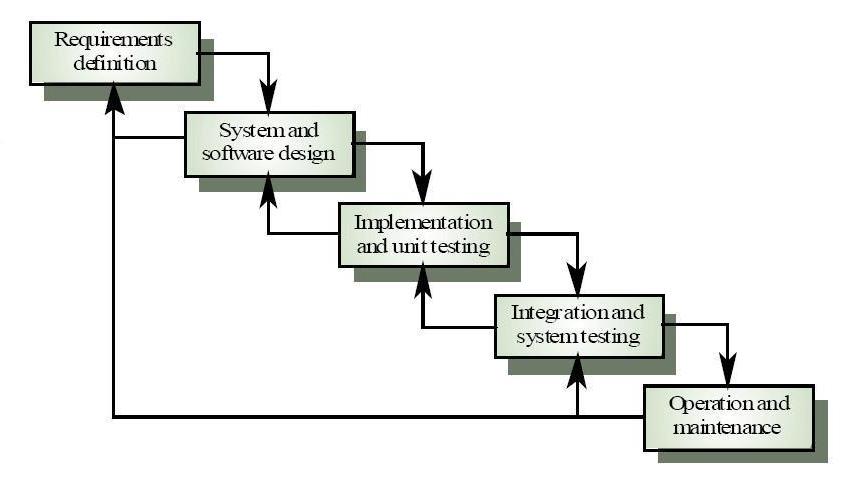 Requirements
definition
System and
software design
Implementation
and unit testing
Integration and
system testing
Operation and
maintenance